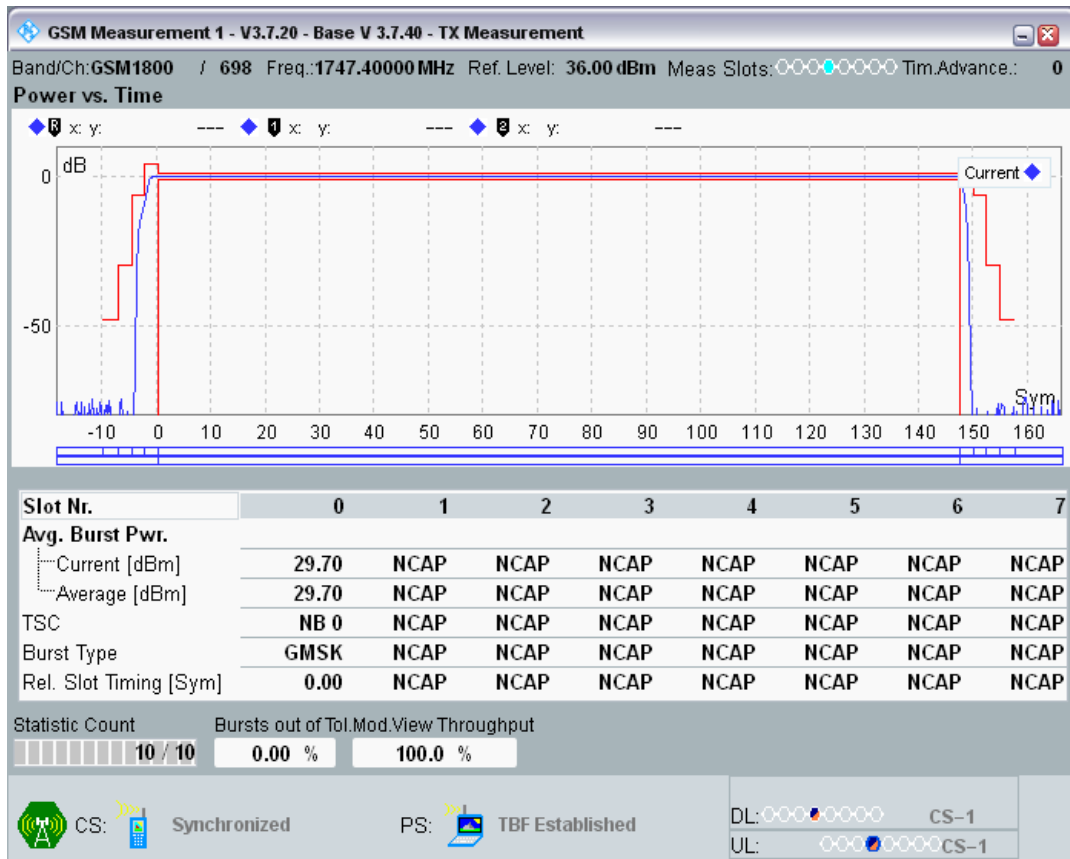 GSM Measurement 1 - V3.7.20 - Base V 3.7.40 - TX Measurement
Band/Ch:GSM1800 / 698 Freq.:1747.40000 MHz Ref. Level: 36.00 dBm Meas Slots: Tim.Advance.: 0
Power vs. Time
R x: y: --- 1 x: y: --- 2 x: y: ---
dB
Current
0
-50
Sym
-10 0 10 20 30 40 50 60 70 80 90 100 110 120 130 140 150 160
Slot Nr. 0 1 2 3 4 5 6 7
Avg. Burst Pwr.
Current [dBm] 29.70 NCAP NCAP NCAP NCAP NCAP NCAP NCAP
Average [dBm] 29.70 NCAP NCAP NCAP NCAP NCAP NCAP NCAP
TSC NB 0 NCAP NCAP NCAP NCAP NCAP NCAP NCAP
Burst Type GMSK NCAP NCAP NCAP NCAP NCAP NCAP NCAP
Rel. Slot Timing [Sym] 0.00 NCAP NCAP NCAP NCAP NCAP NCAP NCAP
Statistic Count Bursts out of Tol. Mod.View Throughput
10 / 10 0.00 % 100.0 %
CS: Synchronized PS: TBF Established
DL: CS-1
UL: CS-1